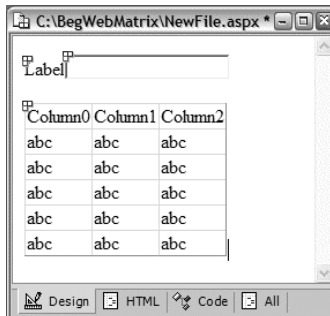 C:\BegWebMatrix\NewFile.aspx *
Label
Column0 Column1 Column2
abc abc abc
abc abc abc
abc abc abc
abc abc abc
abc abc abc
Design HTML Code All